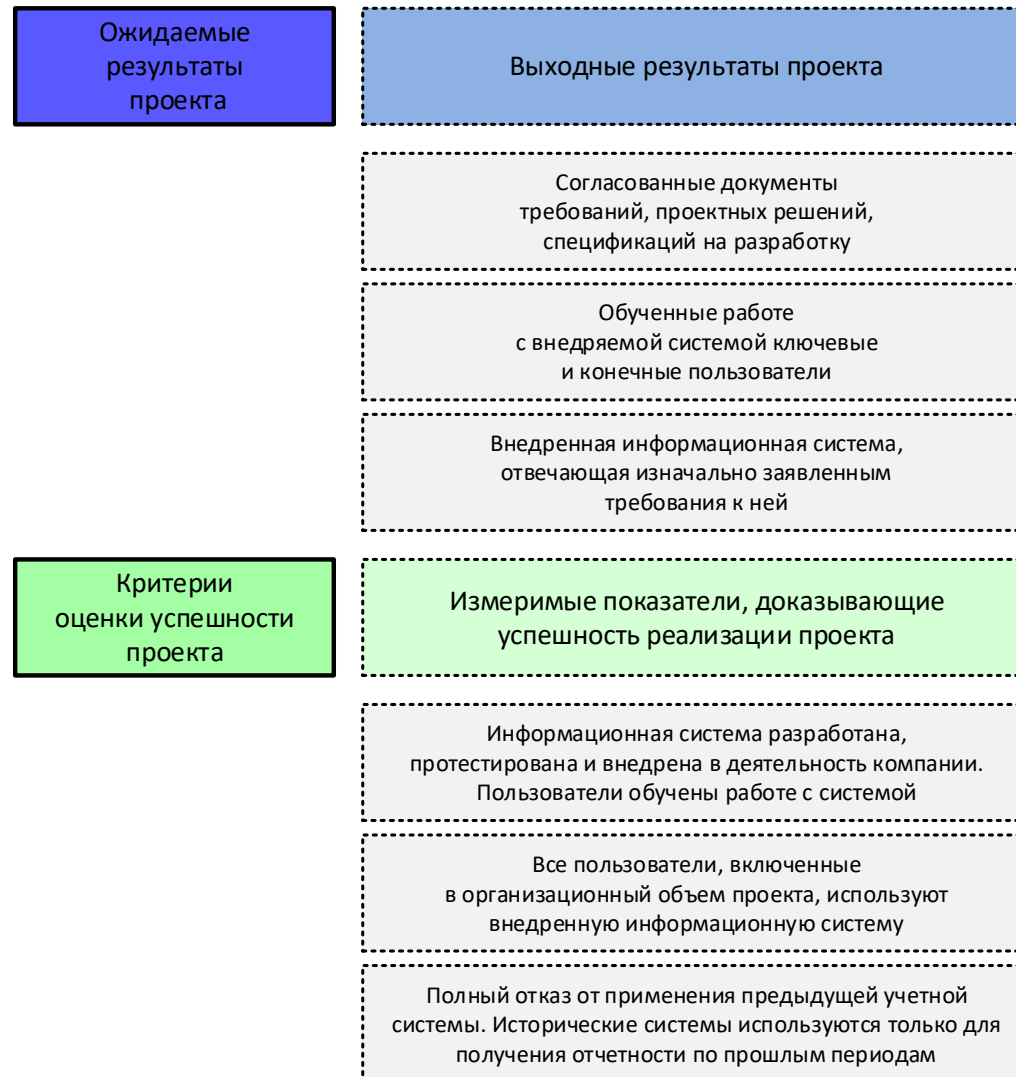 Ожидаемые
результаты
проекта
Выходные результаты проекта
Согласованные документы
требований, проектных решений,
спецификаций на разработку
Обученные работе
с внедряемой системой ключевые
и конечные пользователи
Внедренная информационная система,
отвечающая изначально заявленным
требования к ней
Критерии
оценки успешности
проекта
Измеримые показатели, доказывающие
успешность реализации проекта
Информационная система разработана,
протестирована и внедрена в деятельность компании.
Пользователи обучены работе с системой
Все пользователи, включенные
в организационный объем проекта, используют
внедренную информационную систему
Полный отказ от применения предыдущей учетной
системы. Исторические системы используются только для
получения отчетности по прошлым периодам